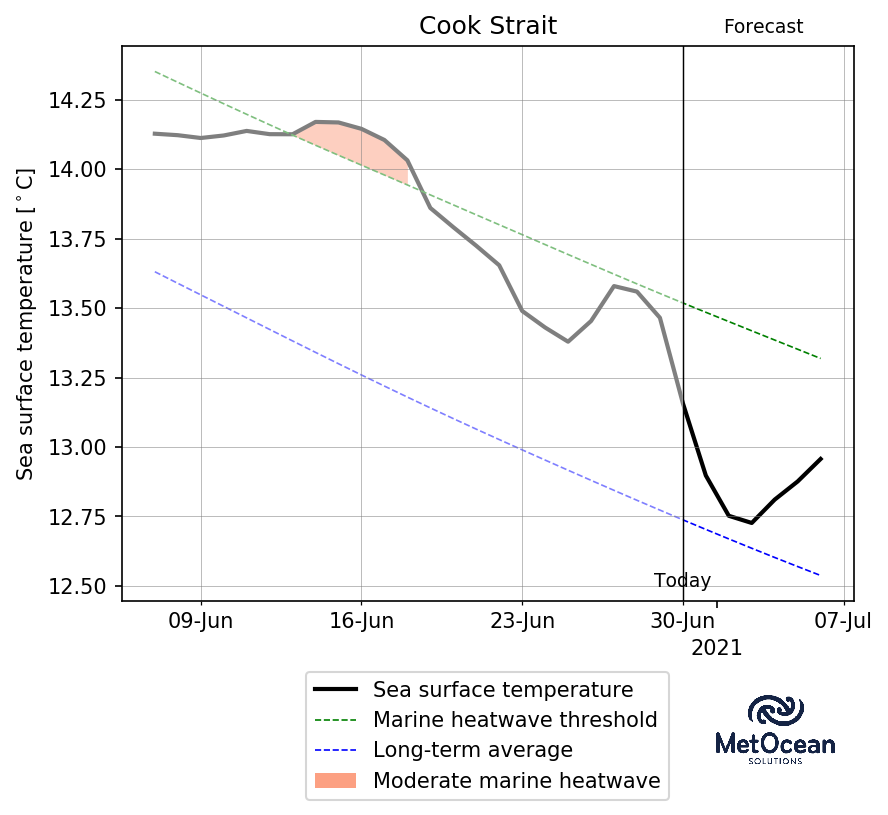 Cook Strait
Forecast
Sea surface temperature [°C]
14.25
14.00
13.75
13.50
13.25
13.00
12.75
12.50
Today
09-Jun 16-Jun 23-Jun 30-Jun 07-Jul
2021
Sea surface temperature
Marine heatwave threshold
Long-term average
Moderate marine heatwave
MetOcean
SOLUTIONS